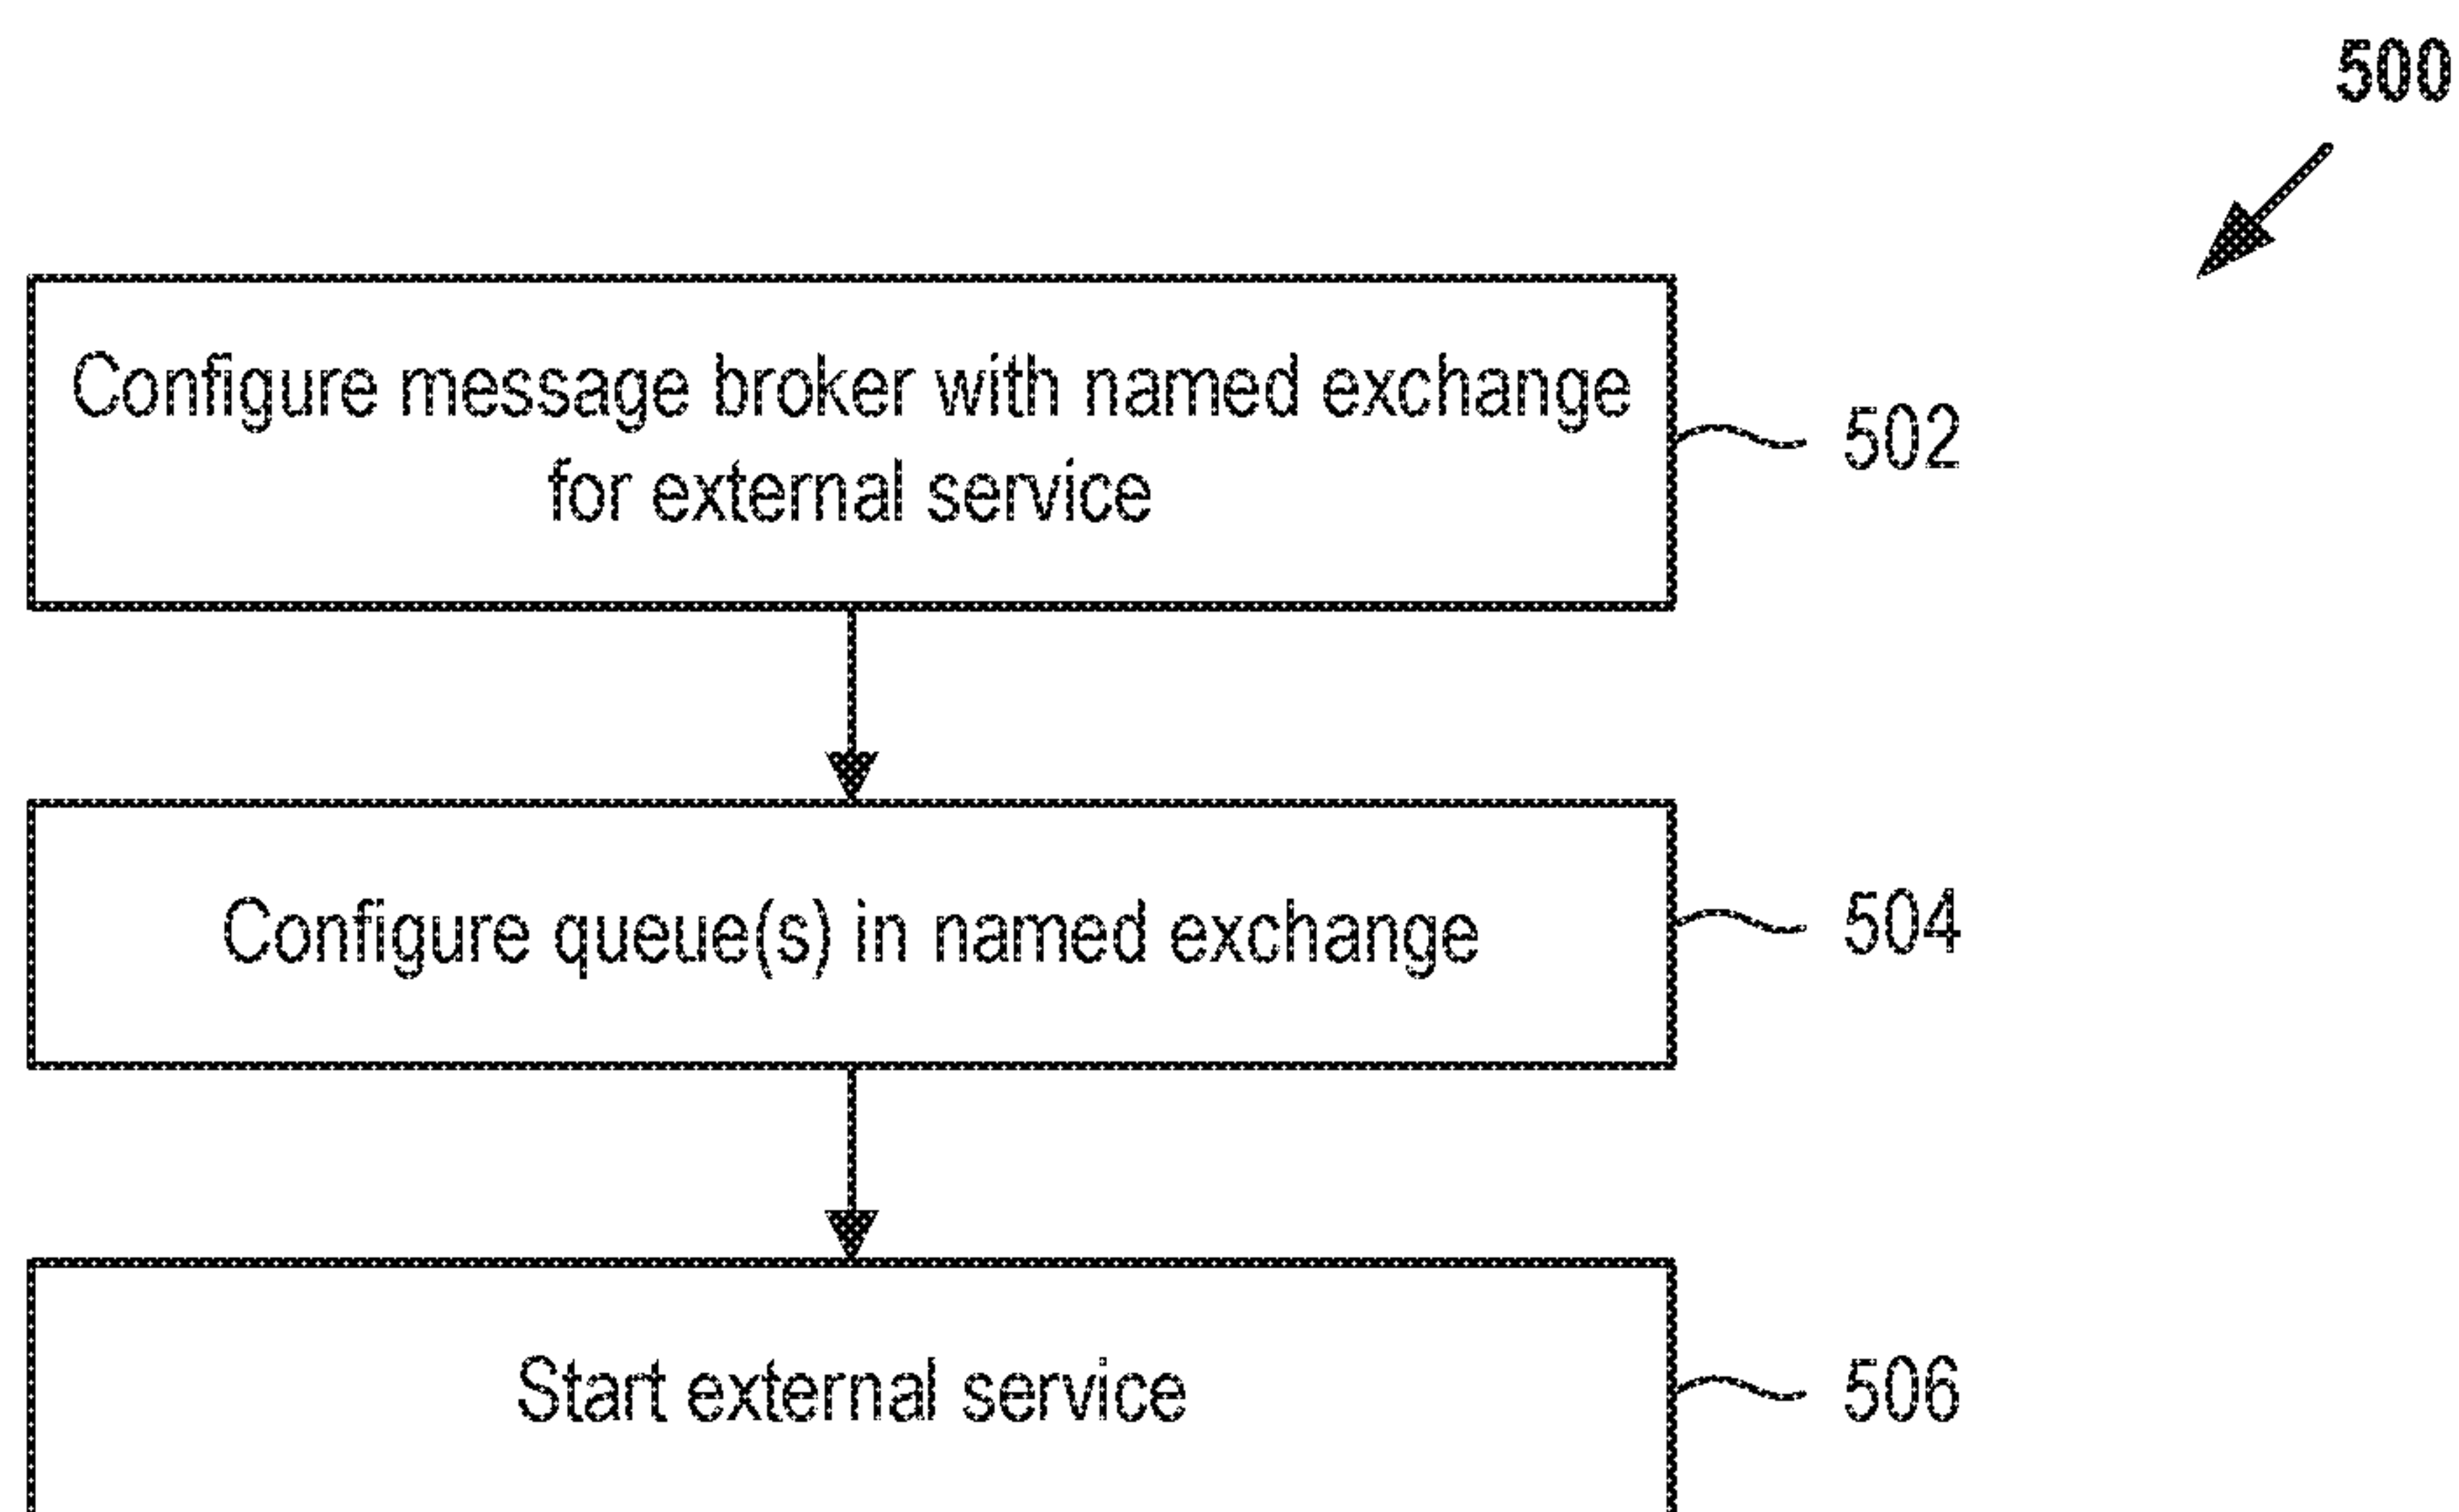 500
Configure message broker with named exchange
for external service
502
Configure queue(s) in named exchange
504
Start external service
506